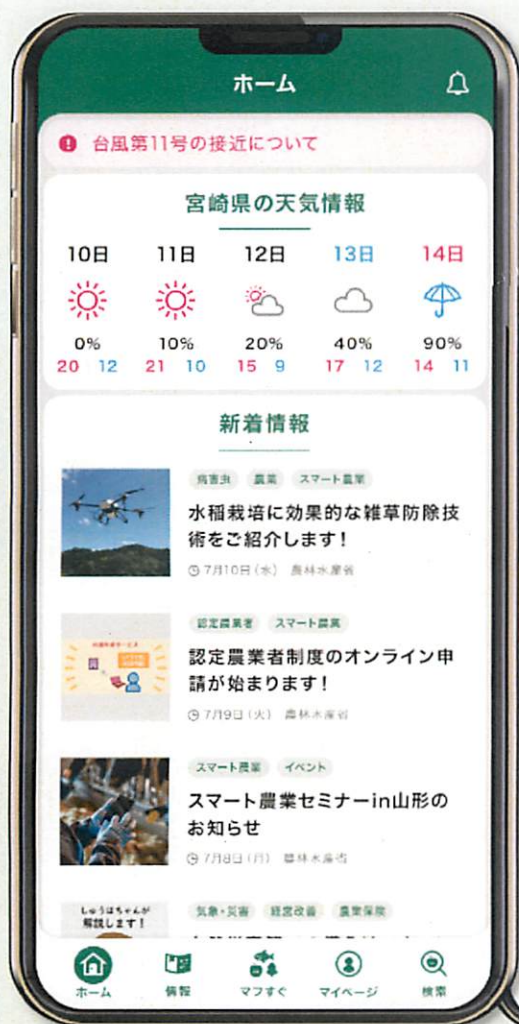 ホーム
台風第11号の接近について
宮崎県の天気情報
10日 11日 12日 13日 14日
0% 10% 20% 40% 90%
20 12 21 10 15 9 17 12 14 11
新着情報
病害虫 農業 スマート農業
水稲栽培に効果的な雑草防除技
術をご紹介します！
7月10日（水） 農林水産省
認定農業者 スマート農業
認定農業者制度のオンライン申
請が始まります！
7月9日（火） 農林水産省
スマート農業 イベント
スマート農業セミナーin山形の
お知らせ
7月8日（月） 農林水産省
しゅうほちゃんが
解説します！
気象・災害 経営改善 農業保険
ホーム 情報 マフすぐ マイページ 検索